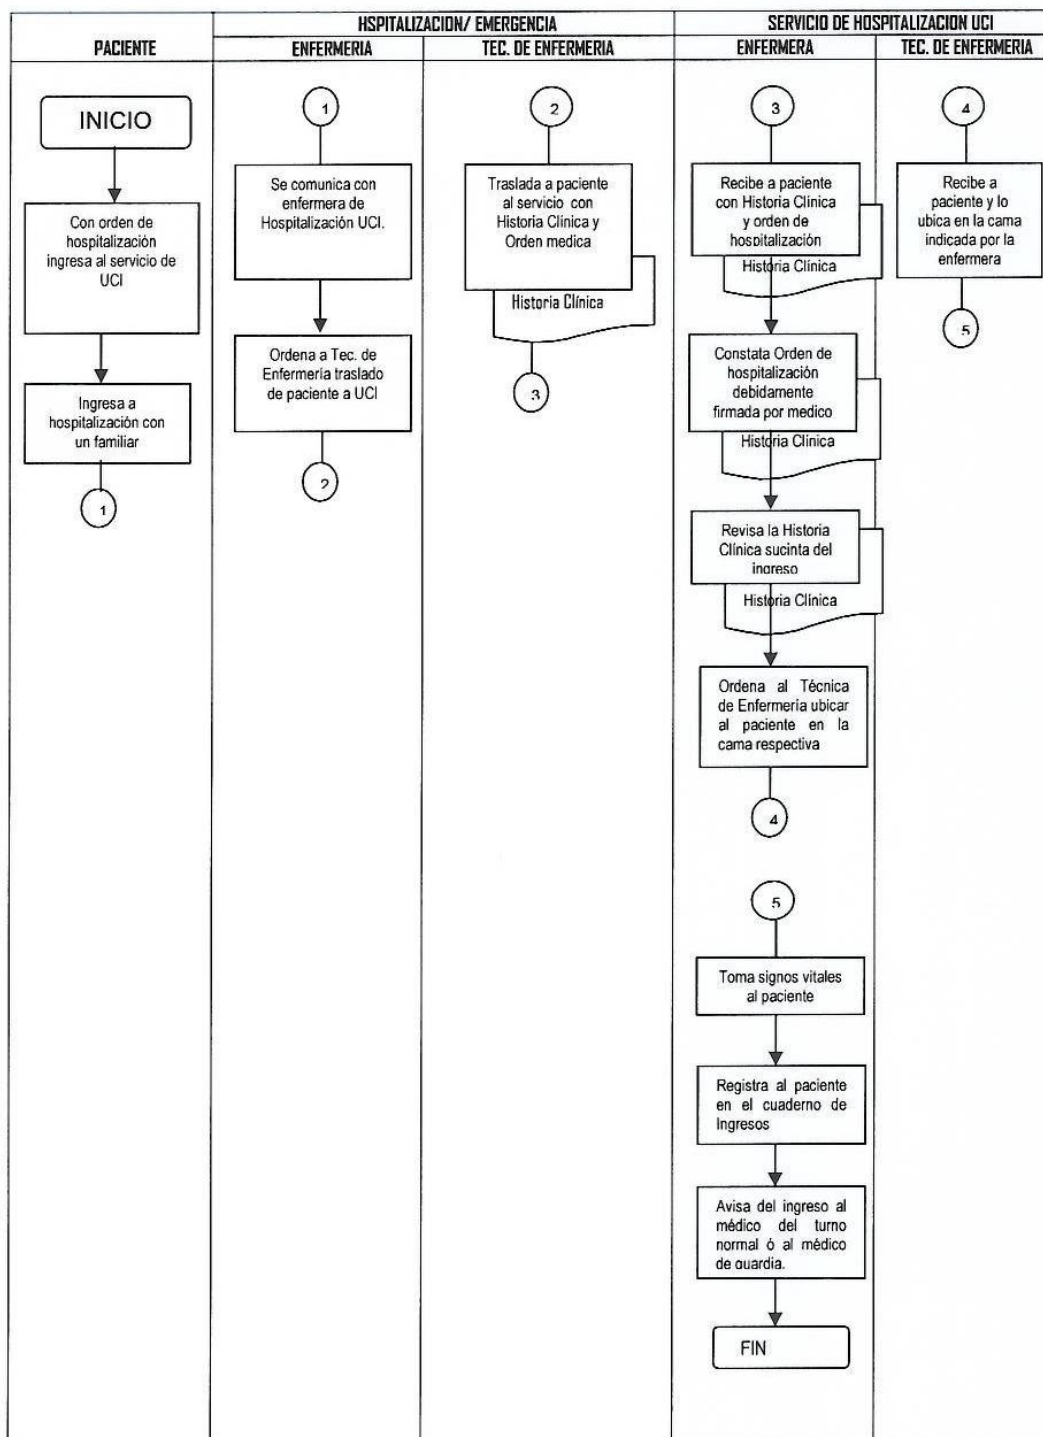 HSPITALIZACION/ EMERGENCIA
SERVICIO DE HOSPITALIZACION UCI
PACIENTE
ENFERMERIA
TEC. DE ENFERMERIA
ENFERMERA
TEC. DE ENFERMERIA
INICIO
Con orden de
hospitalización
ingresa al servicio de
UCI
Ingresa a
hospitalización con
un familiar
1
1
Se comunica con
enfermera de
Hospitalización UCI.
Ordena a Tec. de
Enfermería traslado
de paciente a UCI
2
2
Traslada a paciente
al servicio con
Historia Clínica y
Orden medica
Historia Clínica
3
3
Recibe a paciente
con Historia Clínica
y orden de
hospitalización
Historia Clínica
Constata Orden de
hospitalización
debidamente
firmada por medico
Historia Clínica
Revisa la Historia
Clínica sucinta del
ingreso
Historia Clínica
Ordena al Técnica
de Enfermería ubicar
al paciente en la
cama respectiva
4
4
Recibe a
paciente y lo
ubica en la cama
indicada por la
enfermera
5
5
Toma signos vitales
al paciente
Registra al paciente
en el cuaderno de
Ingresos
Avisa del ingreso al
médico del turno
normal ó al médico
de guardia.
FIN